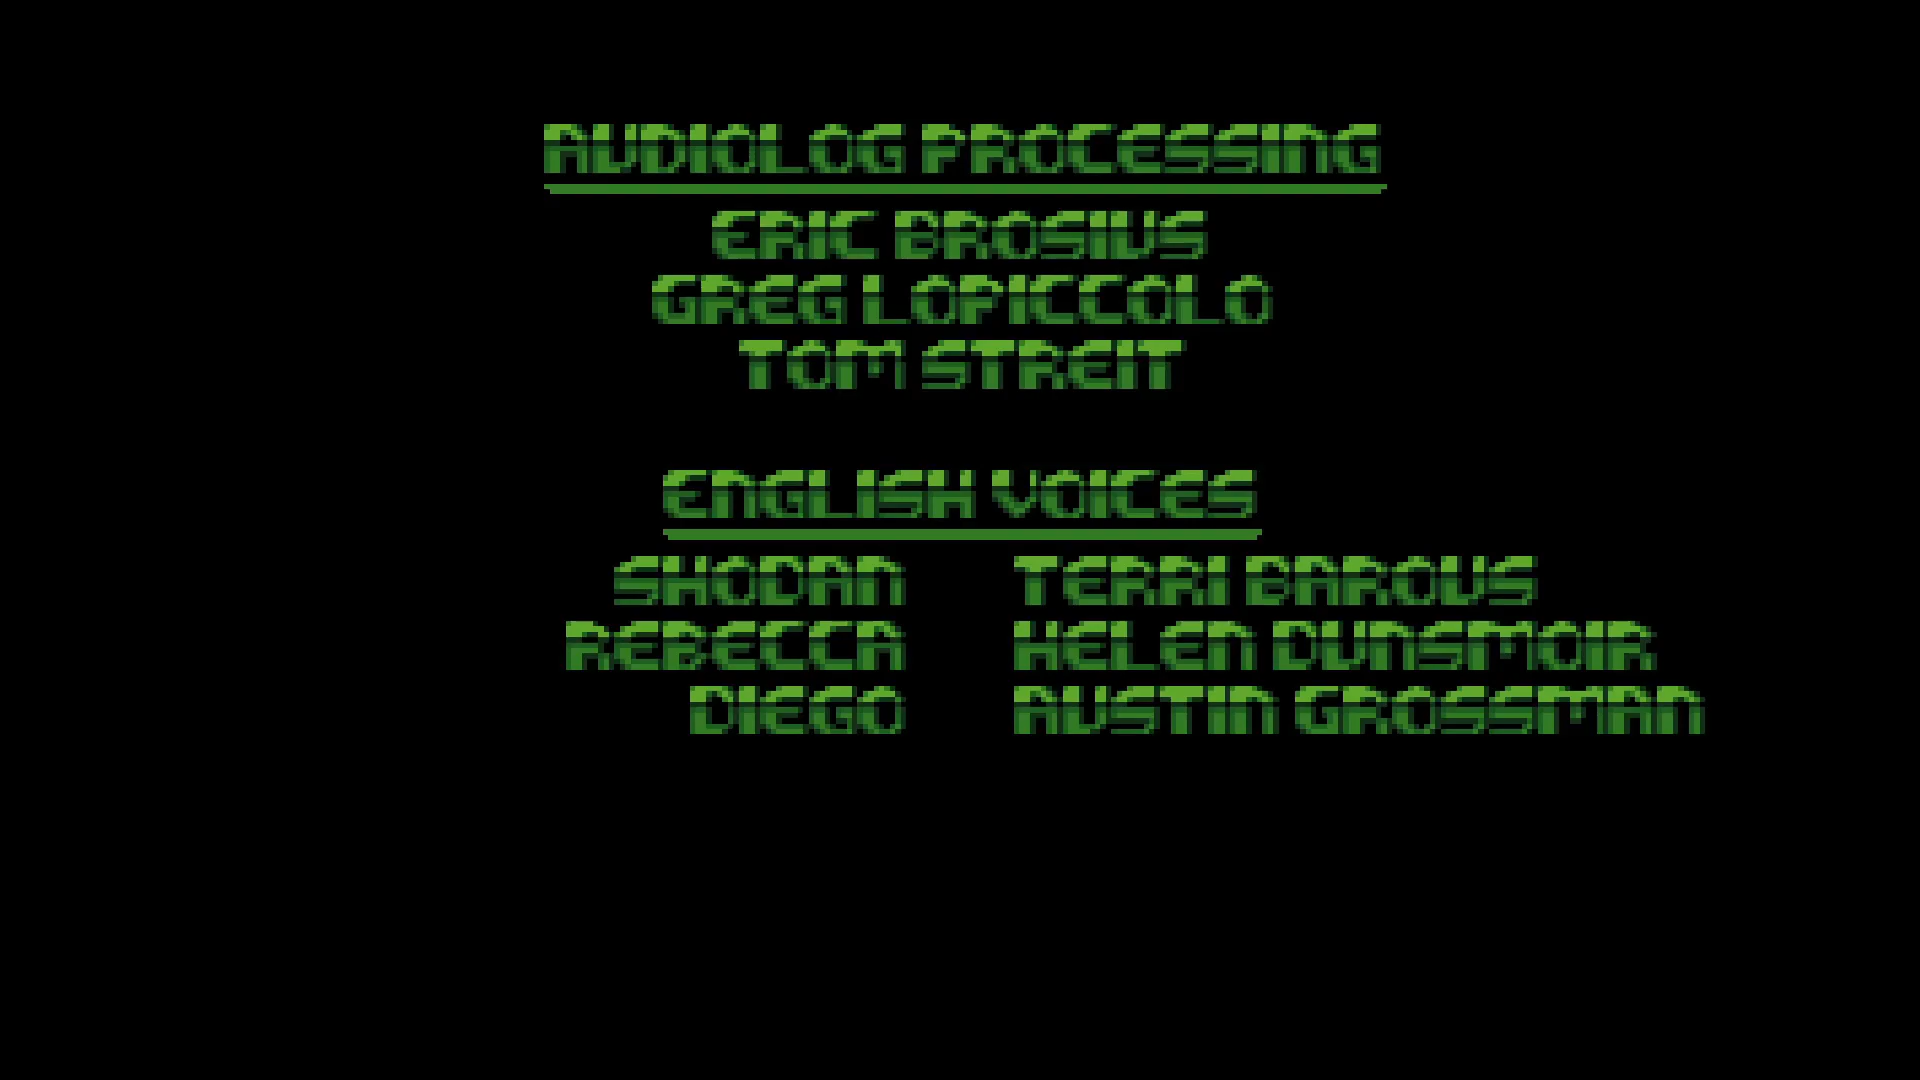 AUDIOLOG PROCESSING
ERIC BROSIUS
GREG LOPICCOLO
TOM STREIT
ENGLISH VOICES
SHODAN TERRI BAROUS
REBECCA HELEN DUNSMOIR
DIEGO AUSTIN GROSSMAN